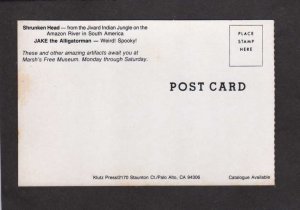 Shrunken Head — from the Jivard Indian Jungle on the
Amazon River in South America
JAKE the Alligatorman — Weird! Spooky!
These and other amazing artifacts await you at
Marsh's Free Museum. Monday through Saturday.
PLACE
STAMP
HERE
POST CARD
Klutz Press/2170 Staunton Ct./Palo Alto, CA 94306
Catalogue Available